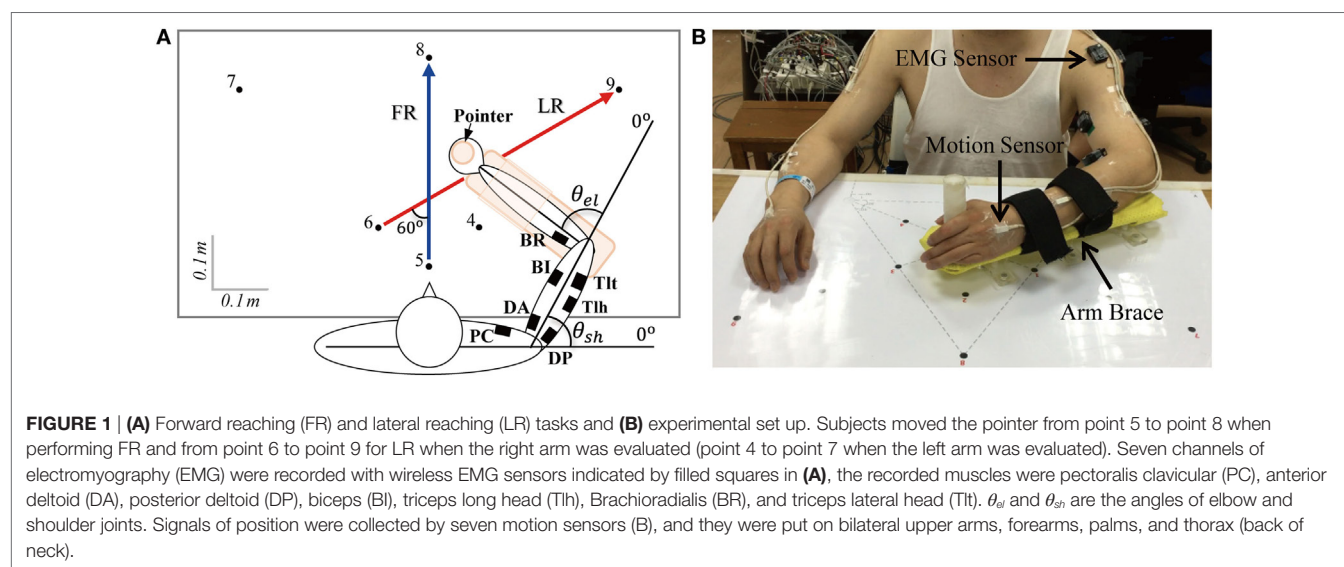 A
8
7
9
FR
LR
0°
Pointer
θel
6
60°
4
BR
5
BI
Tlt
0.1m
0.1m
DA
Tlh
PC
θsh
0°
DP
B
EMG Sensor
Motion Sensor
Arm Brace
FIGURE 1 | (A) Forward reaching (FR) and lateral reaching (LR) tasks and (B) experimental set up. Subjects moved the pointer from point 5 to point 8 when
performing FR and from point 6 to point 9 for LR when the right arm was evaluated (point 4 to point 7 when the left arm was evaluated). Seven channels of
electromyography (EMG) were recorded with wireless EMG sensors indicated by filled squares in (A), the recorded muscles were pectoralis clavicular (PC), anterior
deltoid (DA), posterior deltoid (DP), biceps (BI), triceps long head (Tlh), Brachioradialis (BR), and triceps lateral head (Tlt). θel and θsh are the angles of elbow and
shoulder joints. Signals of position were collected by seven motion sensors (B), and they were put on bilateral upper arms, forearms, palms, and thorax (back of
neck).